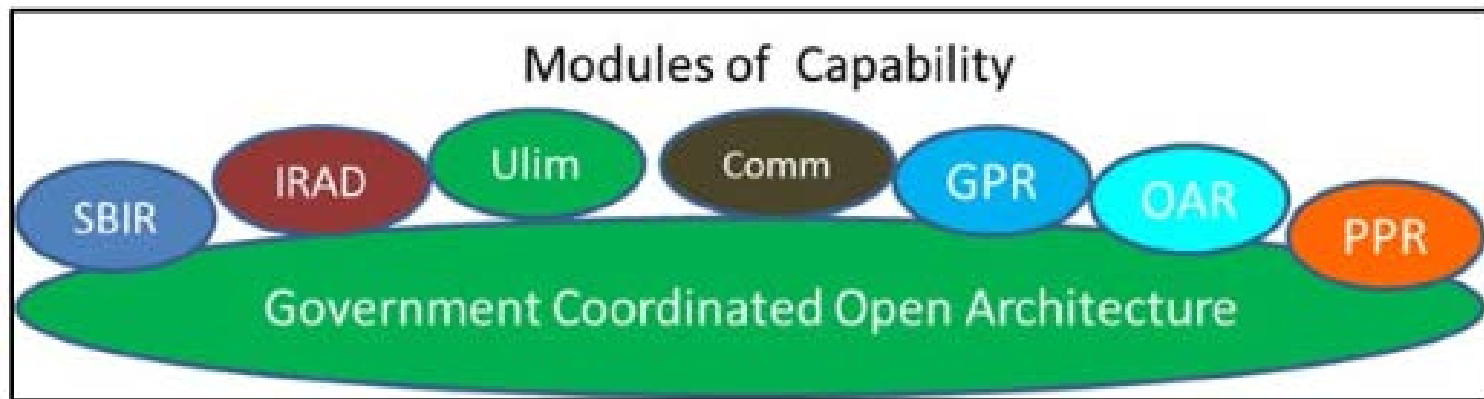 Modules of Capability
SBIR
IRAD
Ulim
Comm
GPR
OAR
PPR
Government Coordinated Open Architecture